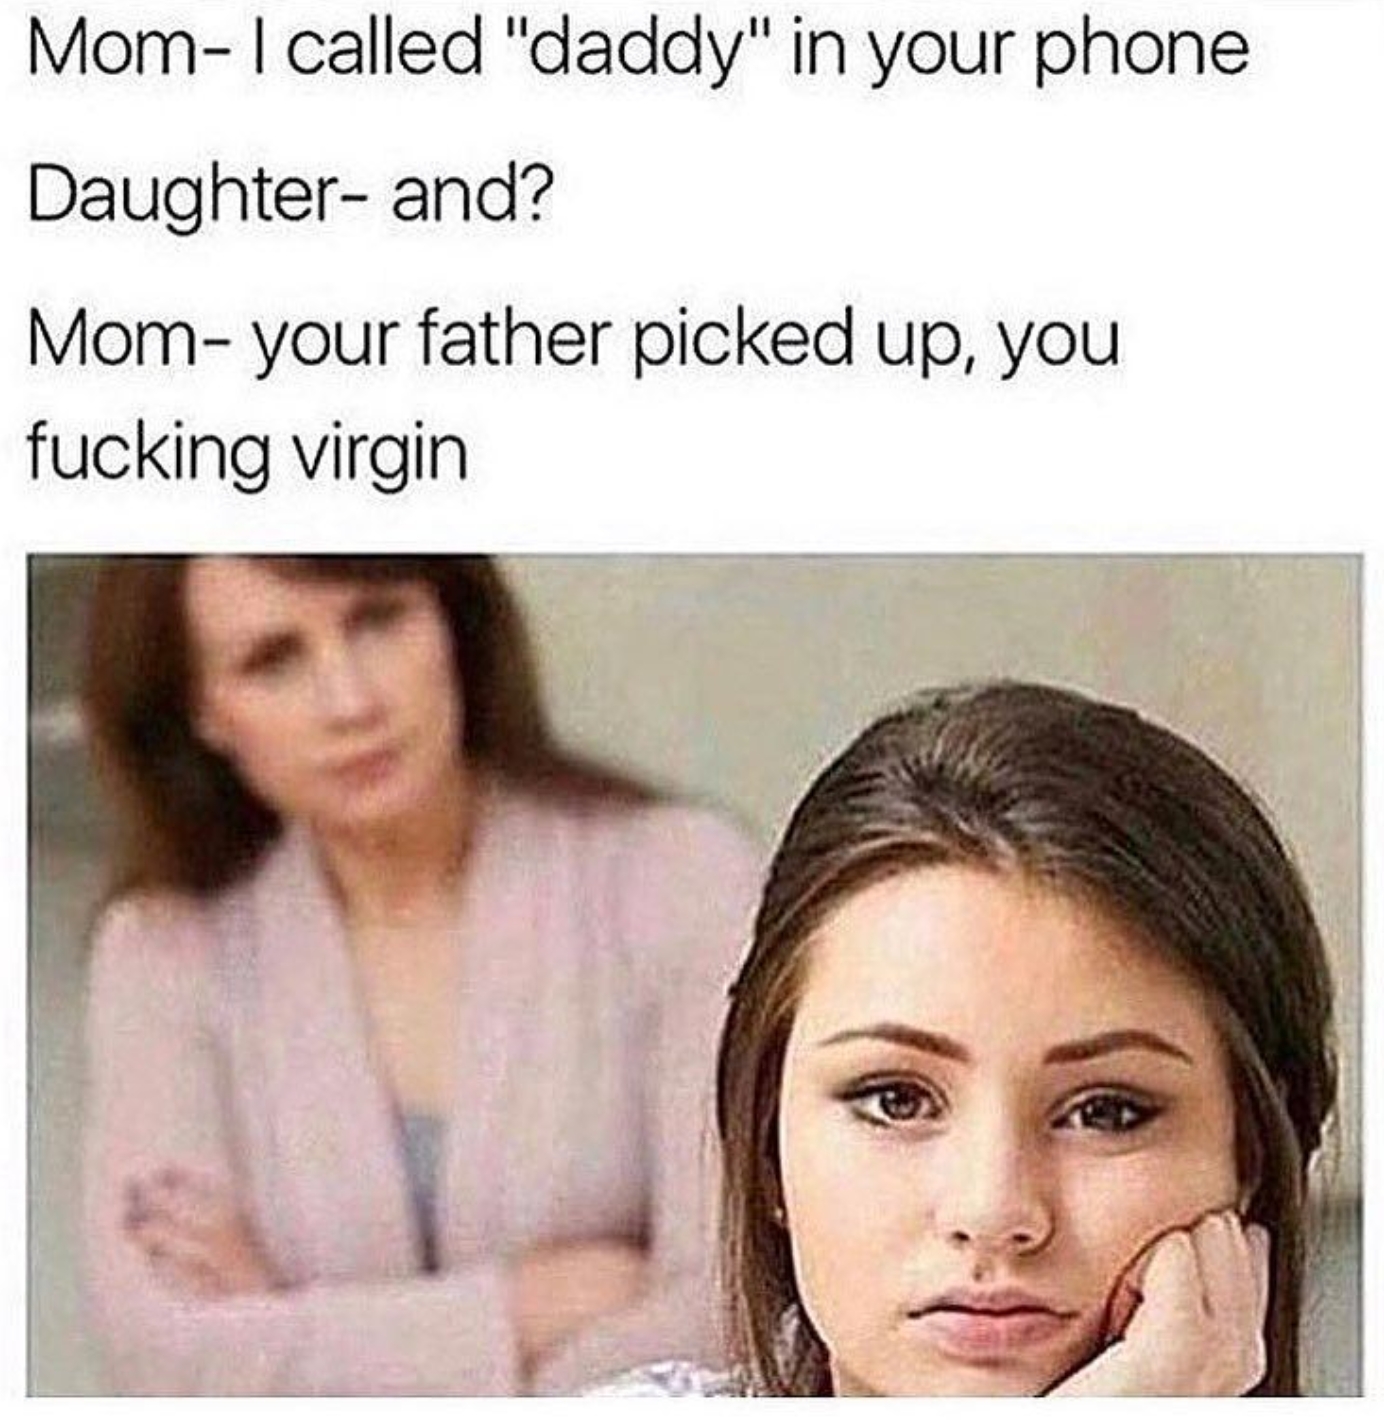 Mom- I called "daddy" in your phone
Daughter- and?
Mom- your father picked up, you
fucking virgin